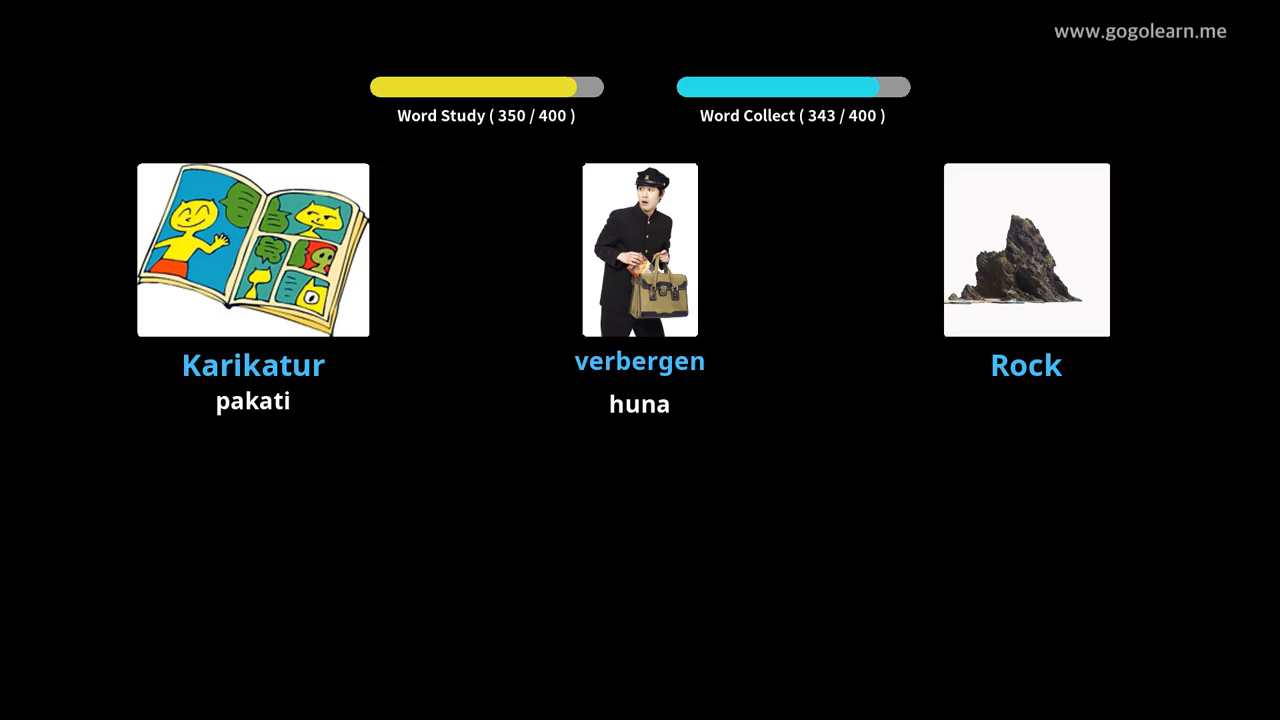 www.gogolearn.me
Word Study ( 350 / 400 )
Word Collect ( 343 / 400 )
Karikatur
pakati
verbergen
huna
Rock